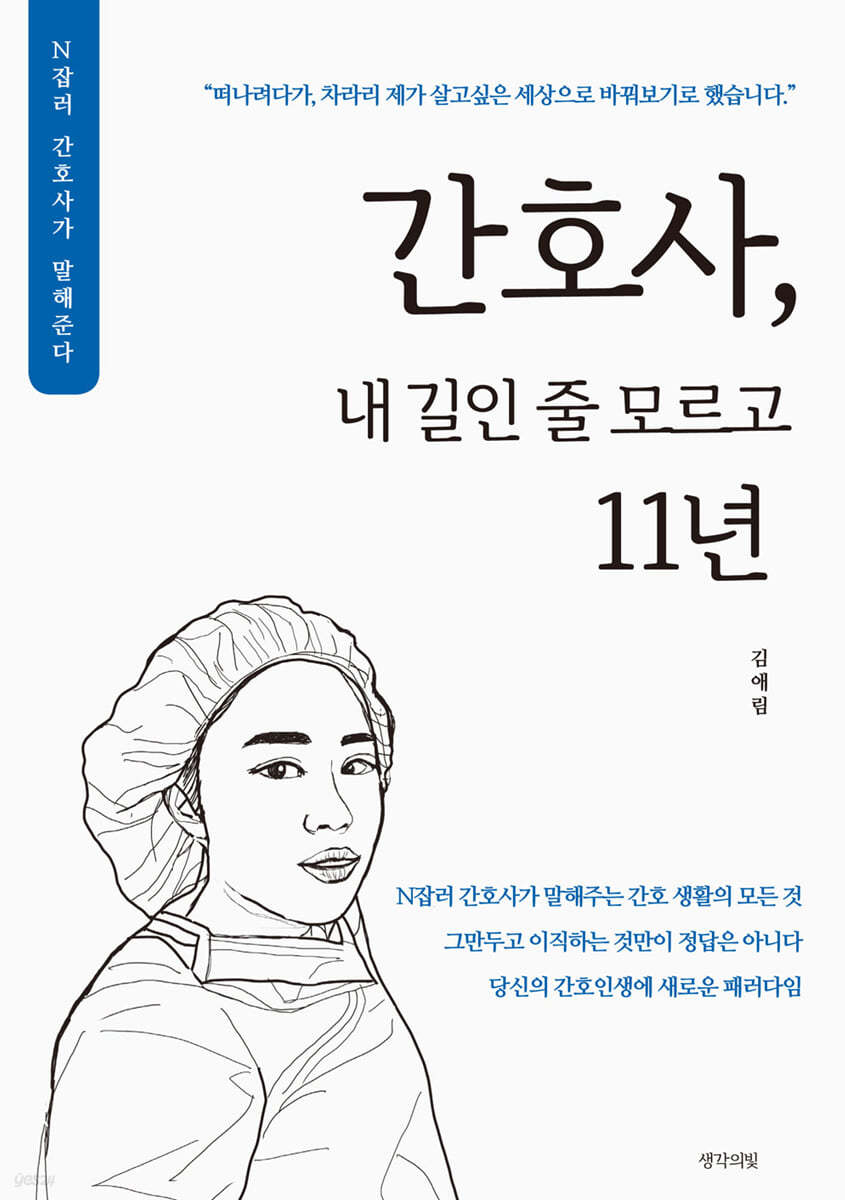 N잡러 간호사가 말해준다
“떠나려다가, 차라리 제가 살고싶은 세상으로 바꿔보기로 했습니다.”
간호사,
내 길인 줄 모르고
11년
김애림
N잡러 간호사가 말해주는 간호 생활의 모든 것
그만두고 이직하는 것만이 정답은 아니다
당신의 간호인생에 새로운 패러다임
생각의빛
yes24